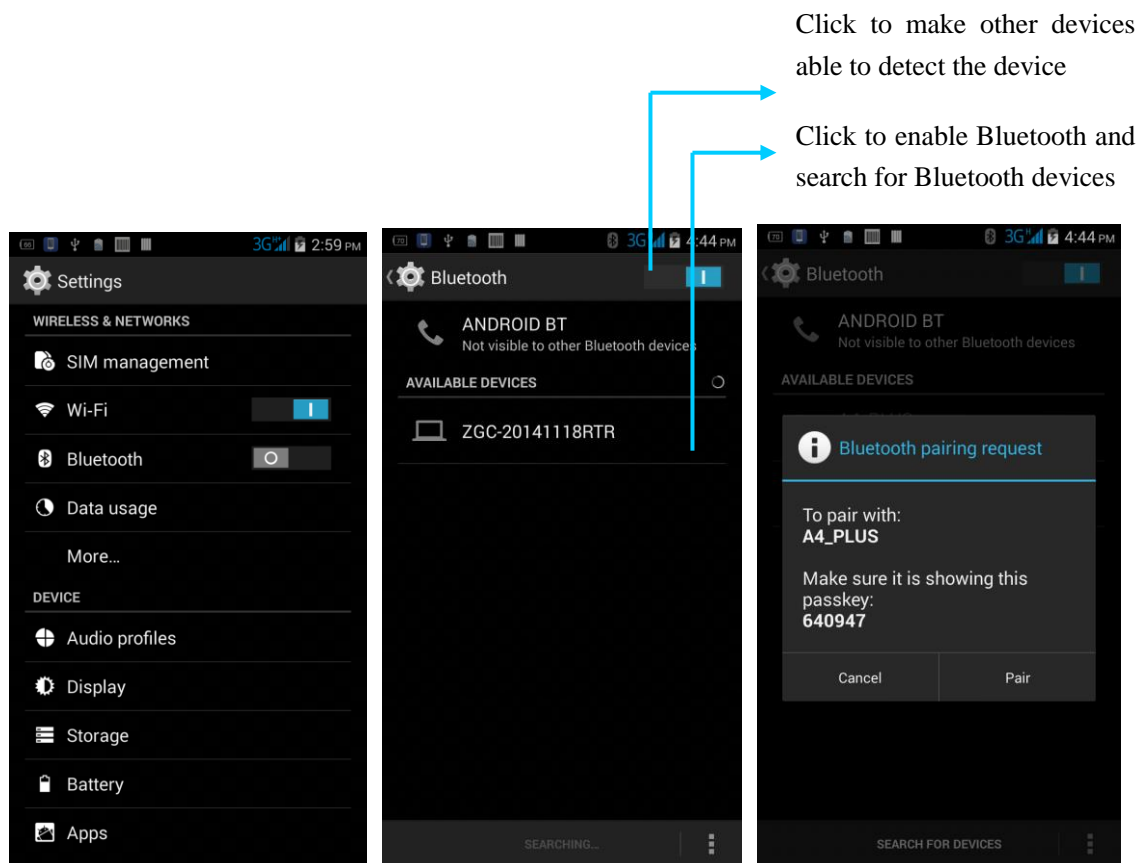 Click to make other devices
able to detect the device
Click to enable Bluetooth and
search for Bluetooth devices
3G 2:59 PM
Settings
WIRELESS & NETWORKS
SIM management
Wi-Fi
Bluetooth
Data usage
More...
DEVICE
Audio profiles
Display
Storage
Battery
Apps
3G 4:44 PM
Bluetooth
ANDROID BT
Not visible to other Bluetooth devices
AVAILABLE DEVICES
ZGC-20141118RTR
SEARCHING...
3G 4:44 PM
Bluetooth
ANDROID BT
Not visible to other Bluetooth devices
AVAILABLE DEVICES
Bluetooth pairing request
To pair with:
A4_PLUS
Make sure it is showing this
passkey:
640947
Cancel Pair
SEARCH FOR DEVICES